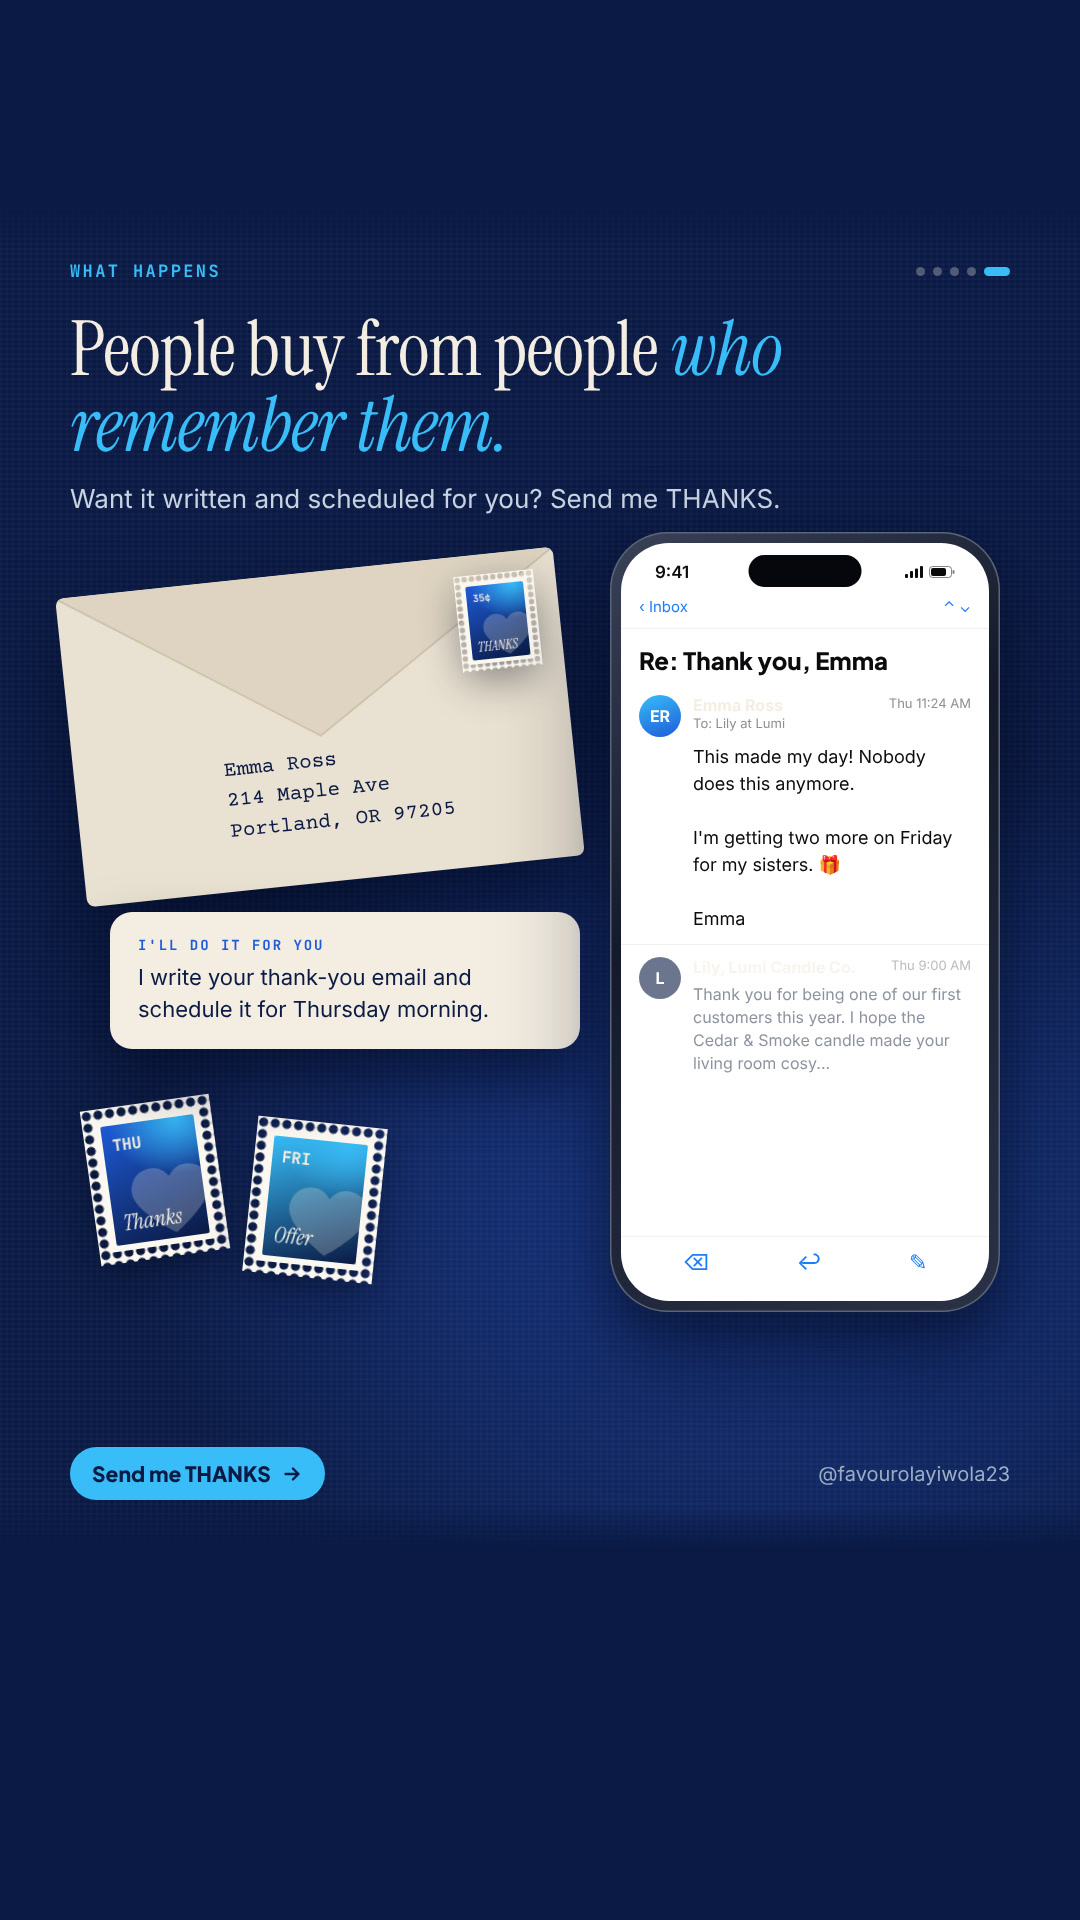 WHAT HAPPENS
People buy from people who
remember them.
Want it written and scheduled for you? Send me THANKS.
35¢
THANKS
Emma Ross
214 Maple Ave
Portland, OR 97205
I'LL DO IT FOR YOU
I write your thank-you email and
schedule it for Thursday morning.
THU
Thanks
FRI
Offer
9:41
‹ Inbox
Re: Thank you, Emma
ER
Emma Ross
Thu 11:24 AM
To: Lily at Lumi
This made my day! Nobody
does this anymore.
I'm getting two more on Friday
for my sisters. 🎁
Emma
L
Lily, Lumi Candle Co.
Thu 9:00 AM
Thank you for being one of our first
customers this year. I hope the
Cedar & Smoke candle made your
living room cosy...
Send me THANKS →
@favourolayiwola23